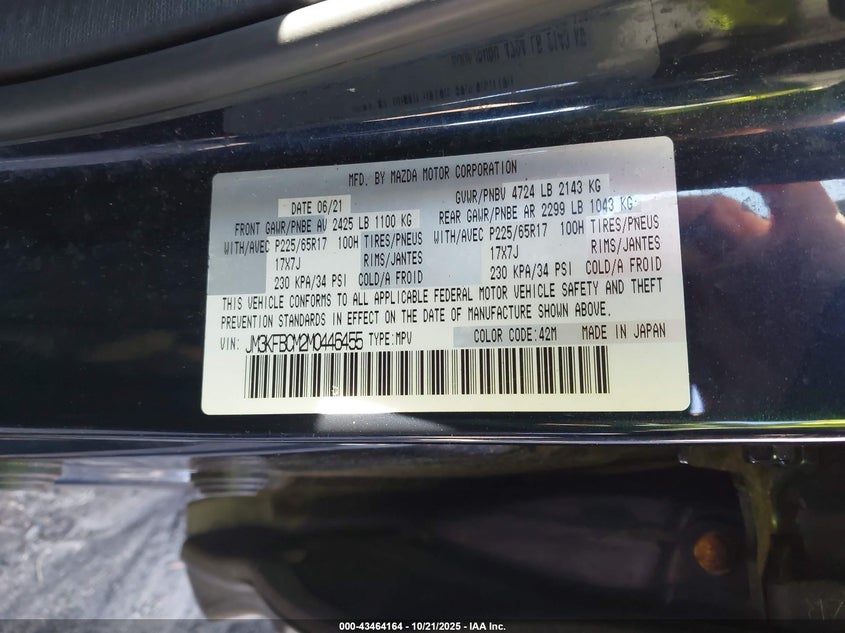 MFD. BY MAZDA MOTOR CORPORATION
DATE 06/21 GVWR/PNBV 4724 LB 2143 KG
FRONT GAWR/PNBE AV 2425 LB 1100 KG REAR GAWR/PNBE AR 2299 LB 1043 KG
WITH/AVEC P225/65R17 100H TIRES/PNEUS WITH/AVEC P225/65R17 100H TIRES/PNEUS
17X7J RIMS/JANTES 17X7J RIMS/JANTES
230 KPA/34 PSI COLD/A FROID 230 KPA/34 PSI COLD/A FROID
THIS VEHICLE CONFORMS TO ALL APPLICABLE FEDERAL MOTOR VEHICLE SAFETY AND THEFT
PREVENTION STANDARDS IN EFFECT ON THE DATE OF MANUFACTURE SHOWN ABOVE.
VIN: JM3KFBCM2M0446455 TYPE:MPV COLOR CODE:42M MADE IN JAPAN
000-43464164 - 10/21/2025 - IAA Inc.